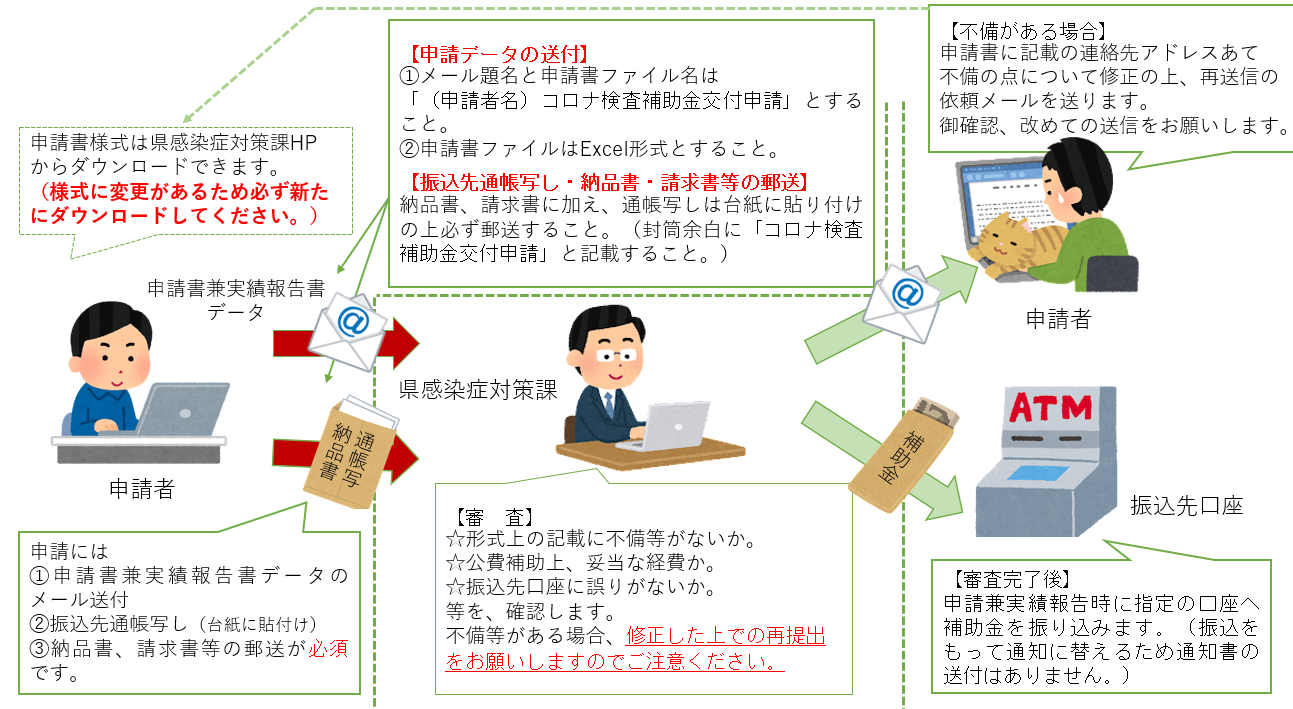 【不備がある場合】
申請書に記載の連絡先アドレスあて
不備の点について修正の上、再送信の
依頼メールを送ります。
御確認、改めての送信をお願いします。
【申請データの送付】
①メール題名と申請書ファイル名は
「（申請者名）コロナ検査補助金交付申請」とする
こと。
②申請書ファイルはExcel形式とすること。
【振込先通帳写し・納品書・請求書等の郵送】
納品書、請求書に加え、通帳写しは台紙に貼り付け
の上必ず郵送すること。（封筒余白に「コロナ検査
補助金交付申請」と記載すること。）
申請書様式は県感染症対策課HP
からダウンロードできます。
（様式に変更があるため必ず新た
にダウンロードしてください。）
申請書兼実績報告書
データ
@
@
申請者
県感染症対策課
ATM
通帳写
納品書
補助金
申請者
振込先口座
申請には
①申請書兼実績報告書データの
メール送付
②振込先通帳写し（台紙に貼付け）
③納品書、請求書等の郵送が必須
です。
【審　査】
☆形式上の記載に不備等がないか。
☆公費補助上、妥当な経費か。
☆振込先口座に誤りがないか。
等を、確認します。
不備等がある場合、修正した上での再提出
をお願いしますのでご注意ください。
【審査完了後】
申請兼実績報告時に指定の口座へ
補助金を振り込みます。（振込を
もって通知に替えるため通知書の
送付はありません。）